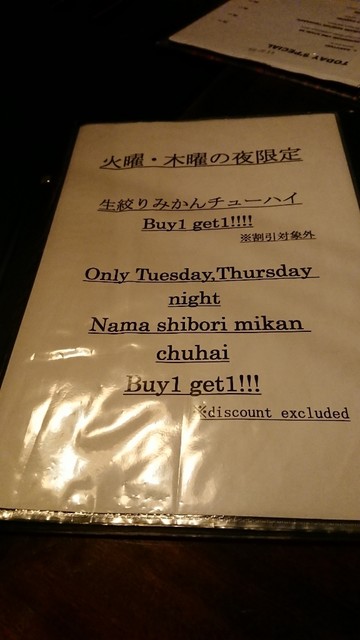 TODAY SPECIAL
火曜・木曜の夜限定
生絞りみかんチューハイ
Buy1 get1!!!!
※割引対象外
Only Tuesday,Thursday
night
Nama shibori mikan
chuhai
Buy1 get1!!!
※discount excluded